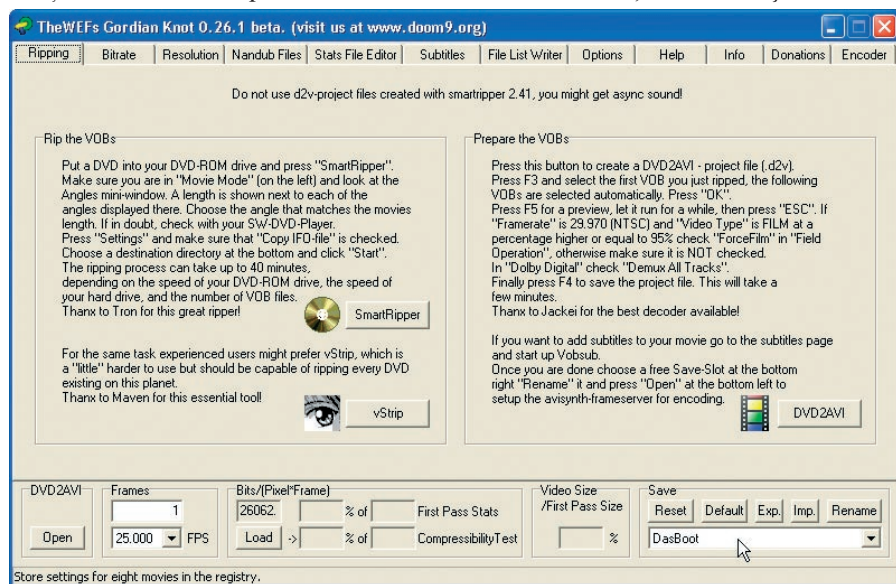 TheWEFs Gordian Knot 0.26.1 beta. (visit us at www.doom9.org)
Ripping Bitrate Resolution Nandub Files Stats File Editor Subtitles File List Writer Options Help Info Donations Encoder
Do not use d2v-project files created with smartripper 2.41, you might get async sound!
Rip the VOBs
Put a DVD into your DVD-ROM drive and press "SmartRipper".
Make sure you are in "Movie Mode" (on the left) and look at the
Angles mini-window. A length is shown next to each of the
angles displayed there. Choose the angle that matches the movies
length. If in doubt, check with your SW-DVD-Player.
Press "Settings" and make sure that "Copy IFO-file" is checked.
Choose a destination directory at the bottom and click "Start".
The ripping process can take up to 40 minutes,
depending on the speed of your DVD-ROM drive, the speed of
your hard drive, and the number of VOB files.
Thanx to Tron for this great ripper!
SmartRipper
For the same task experienced users might prefer vStrip, which is
a "little" harder to use but should be capable of ripping every DVD
existing on this planet.
Thanx to Maven for this essential tool!
vStrip
Prepare the VOBs
Press this button to create a DVD2AVI - project file (.d2v).
Press F3 and select the first VOB you just ripped, the following
VOBs are selected automatically. Press "OK".
Press F5 for a preview, let it run for a while, then press "ESC". If
"Framerate" is 29.970 (NTSC) and "Video Type" is FILM at a
percentage higher or equal to 95% check "ForceFilm" in "Field
Operation", otherwise make sure it is NOT checked.
In "Dolby Digital" check "Demux All Tracks".
Finally press F4 to save the project file. This will take a
few minutes.
Thanx to Jackei for the best decoder available!
If you want to add subtitles to your movie go to the subtitles page
and start up Vobsub.
Once you are done choose a free Save-Slot at the bottom
right "Rename" it and press "Open" at the bottom left to
setup the avisynth-frameserver for encoding.
DVD2AVI
DVD2AVI
Open
Frames
1
25.000 FPS
Bits/(Pixel*Frame)
26062. % of First Pass Stats
Load -> % of CompressibilityTest
Video Size
/First Pass Size
%
Save
Reset Default Exp. Imp. Rename
DasBoot
Store settings for eight movies in the registry.